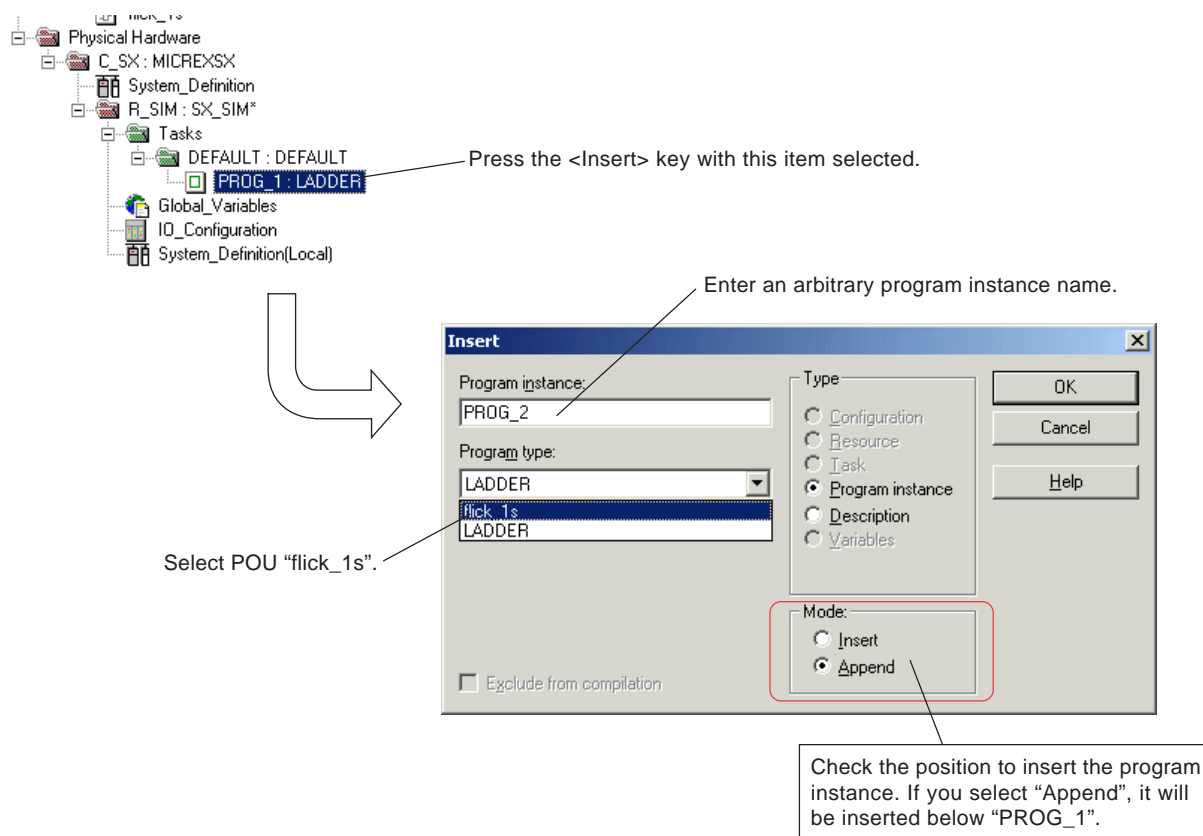 flick_1s
Physical Hardware
C_SX : MICREXSX
System_Definition
R_SIM : SX_SIM*
Tasks
DEFAULT : DEFAULT
PROG_1 : LADDER
Press the <Insert> key with this item selected.
Global_Variables
IO_Configuration
System_Definition(Local)
Enter an arbitrary program instance name.
Insert
Program instance:
PROG_2
Program type:
LADDER
flick_1s
LADDER
Select POU “flick_1s”.
Exclude from compilation
Type
Configuration
Resource
Task
Program instance
Description
Variables
Mode:
Insert
Append
OK
Cancel
Help
Check the position to insert the program
instance. If you select “Append”, it will
be inserted below “PROG_1”.